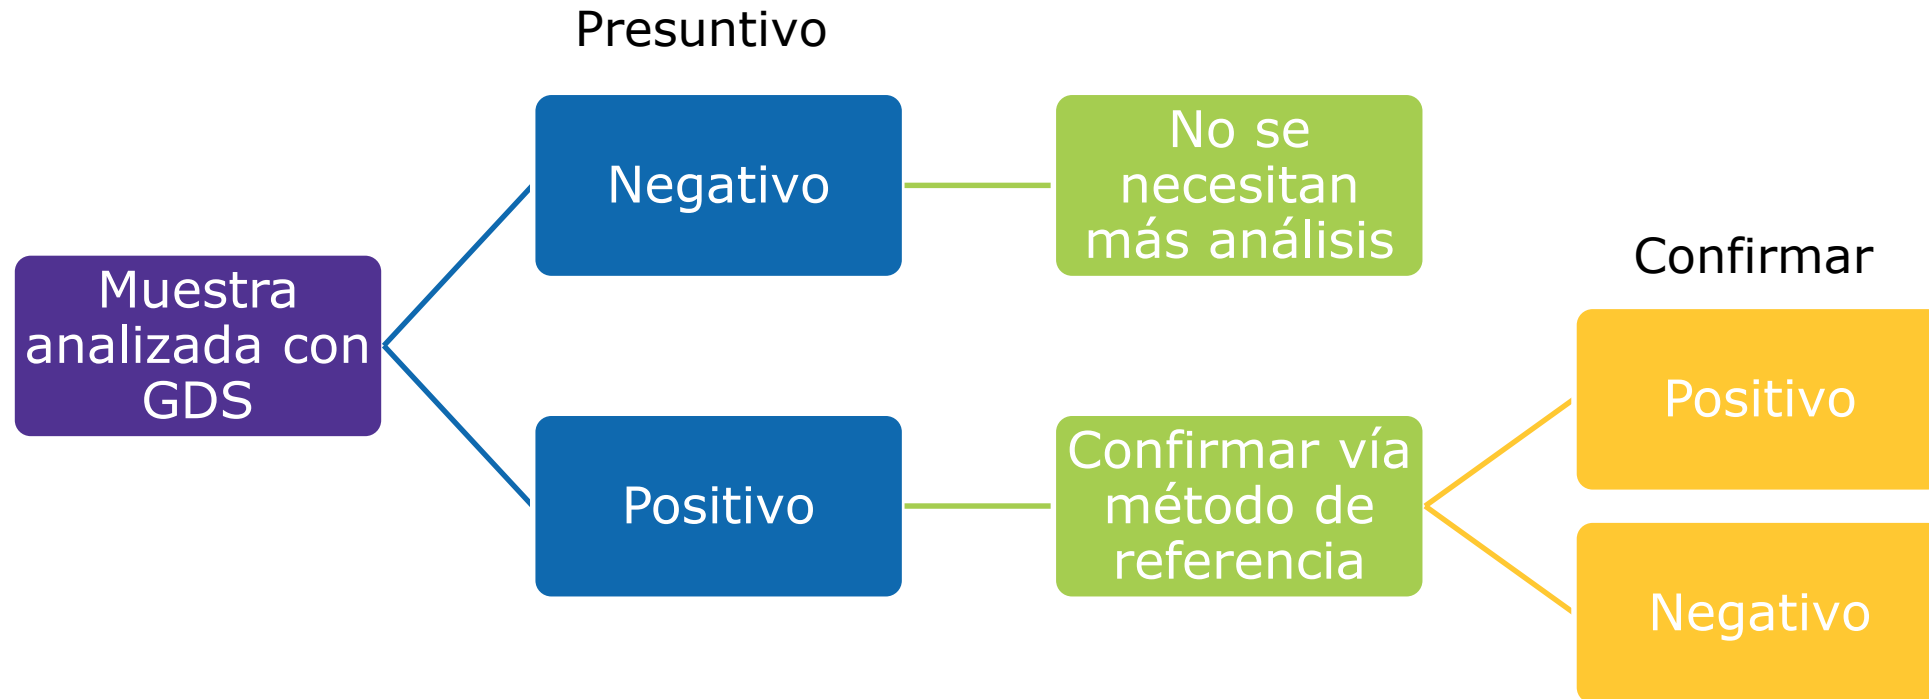 Presuntivo
Negativo
No se
necesitan
más análisis
Muestra
analizada con
GDS
Positivo
Confirmar vía
método de
referencia
Confirmar
Positivo
Negativo